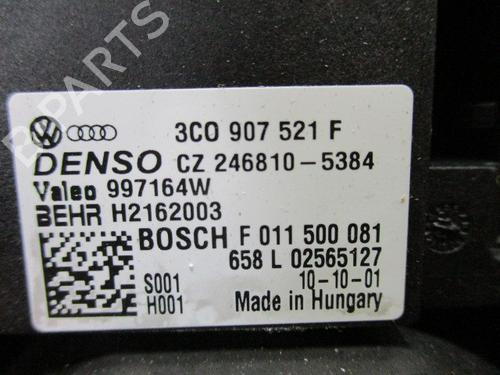 3C0 907 521 F
DENSO CZ 246810-5384
Valeo 997164W
BEHR H2162003
BOSCH F 011 500 081
658 L 02565127
S001 10-10-01
H001 Made in Hungary
B PARTS